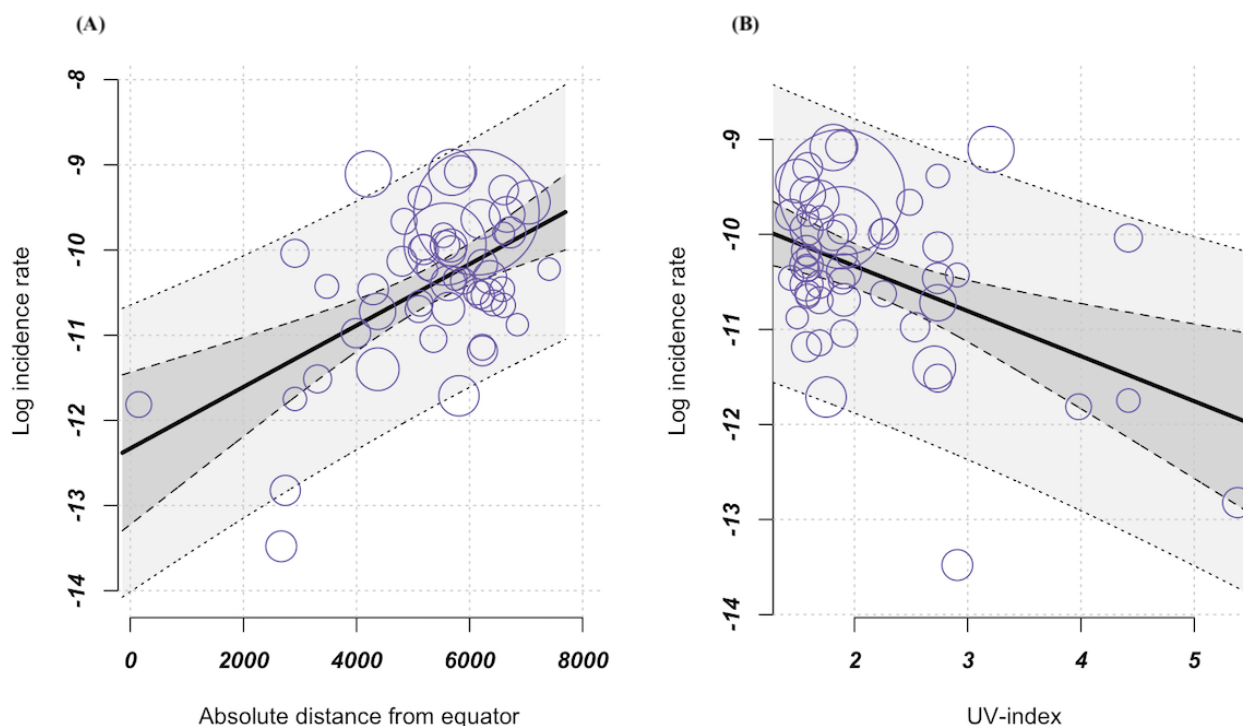 (A)
-8
-9
-10
-11
-12
-13
-14
Log incidence rate
0 2000 4000 6000 8000
Absolute distance from equator
(B)
-9
-10
-11
-12
-13
-14
Log incidence rate
2 3 4 5
UV-index